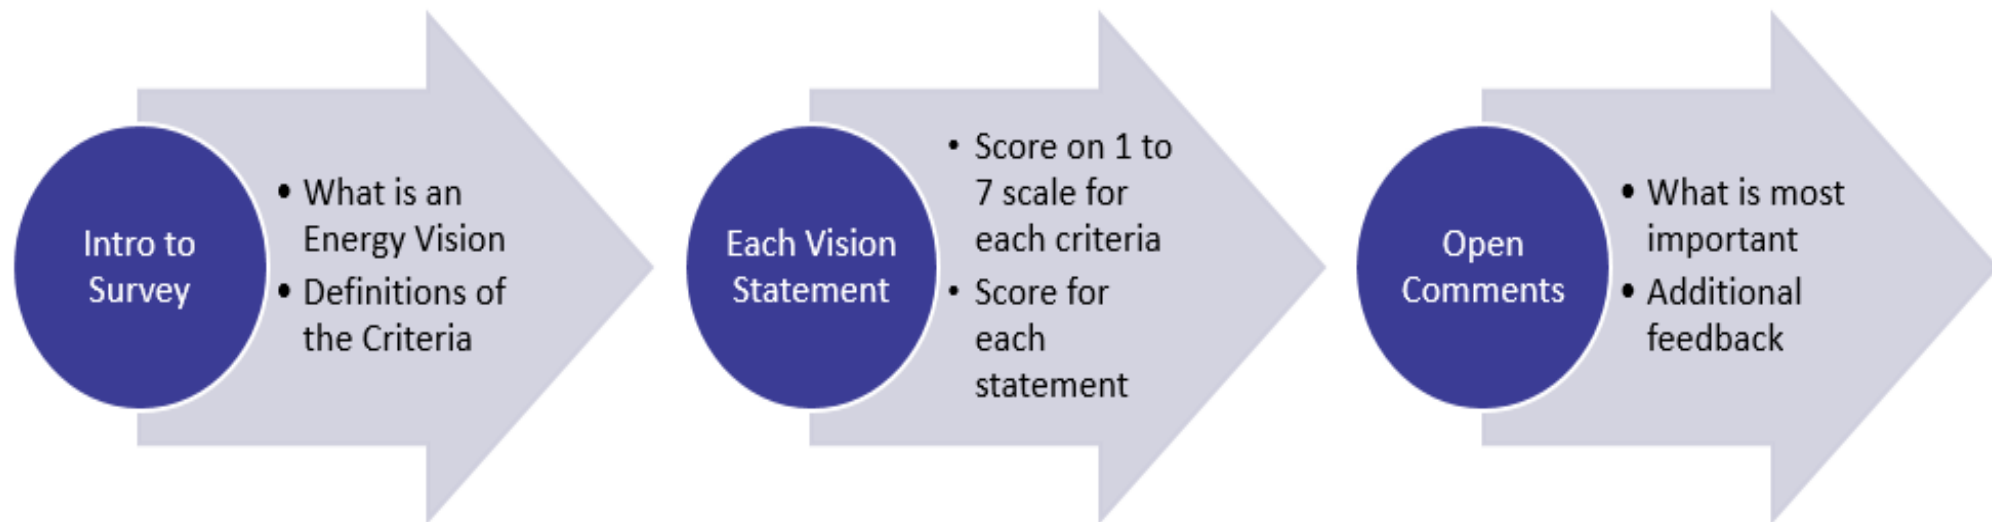 Intro to
Survey
• What is an
Energy Vision
• Definitions of
the Criteria
Each Vision
Statement
• Score on 1 to
7 scale for
each criteria
• Score for
each
statement
Open
Comments
• What is most
important
• Additional
feedback